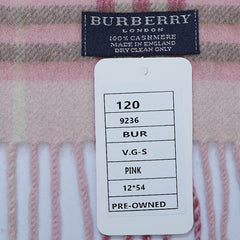 BURBERRY
LONDON
100% CASHMERE
MADE IN ENGLAND
DRY CLEAN ONLY
120
9236
BUR
V.G-S
PINK
12*54
PRE-OWNED